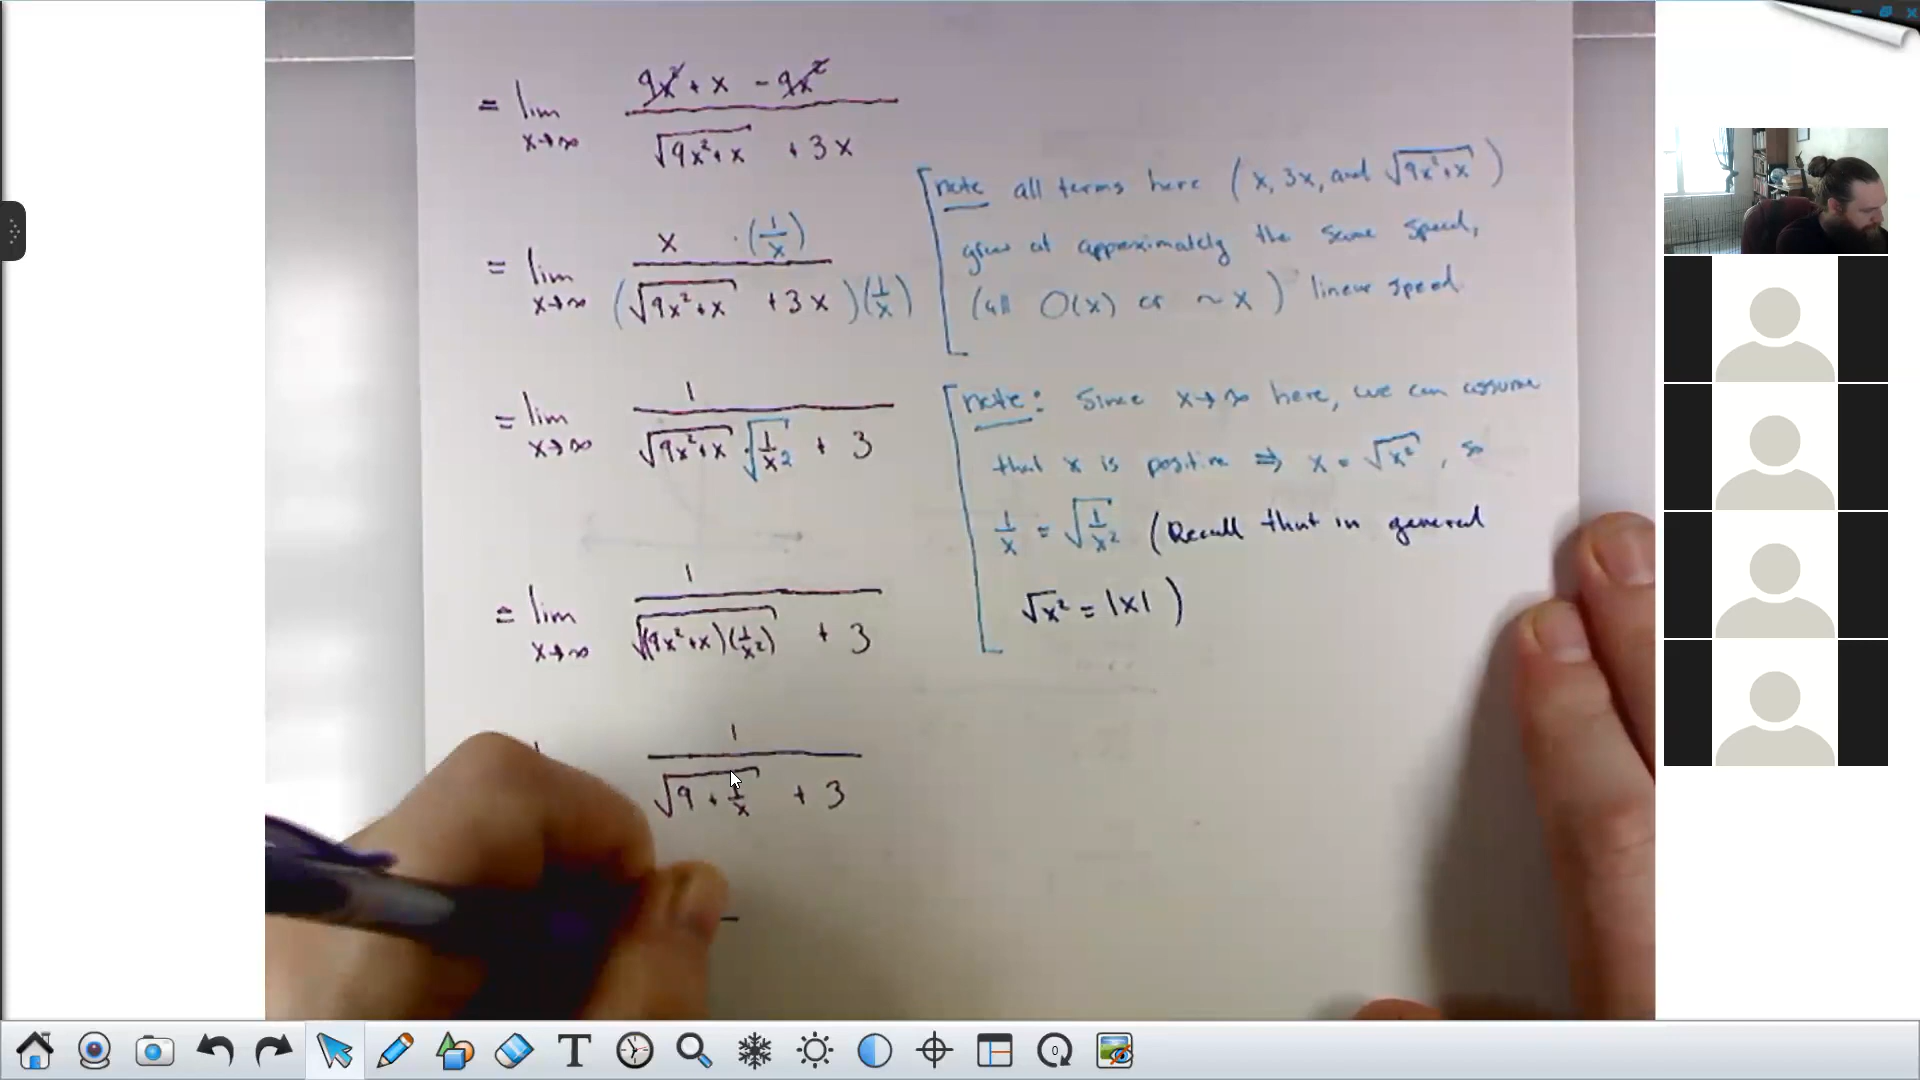 = lim x→∞ (9x² + x - 9x²) / (√(9x²+x) + 3x)
= lim x→∞ x · (1/x) / (√(9x²+x) + 3x)(1/x)
note all terms here (x, 3x, and √(9x²+x))
grow at approximately the same speed,
(all O(x) or ~x) linear speed.
= lim x→∞ 1 / (√(9x²+x) · √(1/x²) + 3)
note: Since x→∞ here, we can assume
that x is positive ⇒ x = √x², so
1/x = √(1/x²) (Recall that in general
√x² = |x|)
= lim x→∞ 1 / (√((9x²+x)(1/x²)) + 3)
1 / (√(9 + 1/x) + 3)
T
0